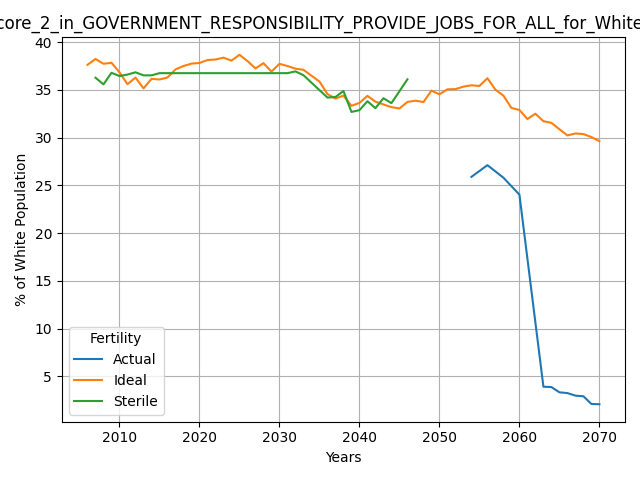 core_2_in_GOVERNMENT_RESPONSIBILITY_PROVIDE_JOBS_FOR_ALL_for_White
40
35
30
25
20
15
10
5
% of White Population
Fertility
Actual
Ideal
Sterile
2010 2020 2030 2040 2050 2060 2070
Years